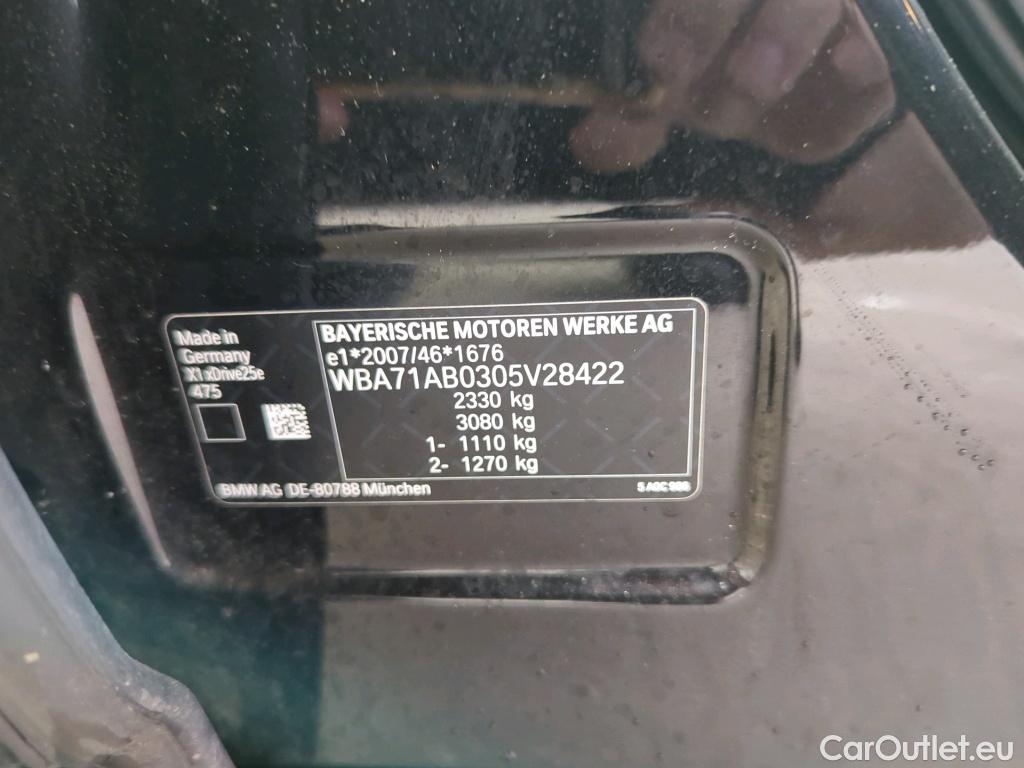 Made in
Germany
X1 xDrive25e
475
BAYERISCHE MOTOREN WERKE AG
e1*2007/46*1676
WBA71AB0305V28422
2330 kg
3080 kg
1- 1110 kg
2- 1270 kg
BMW AG DE-80788 München
CarOutlet.eu